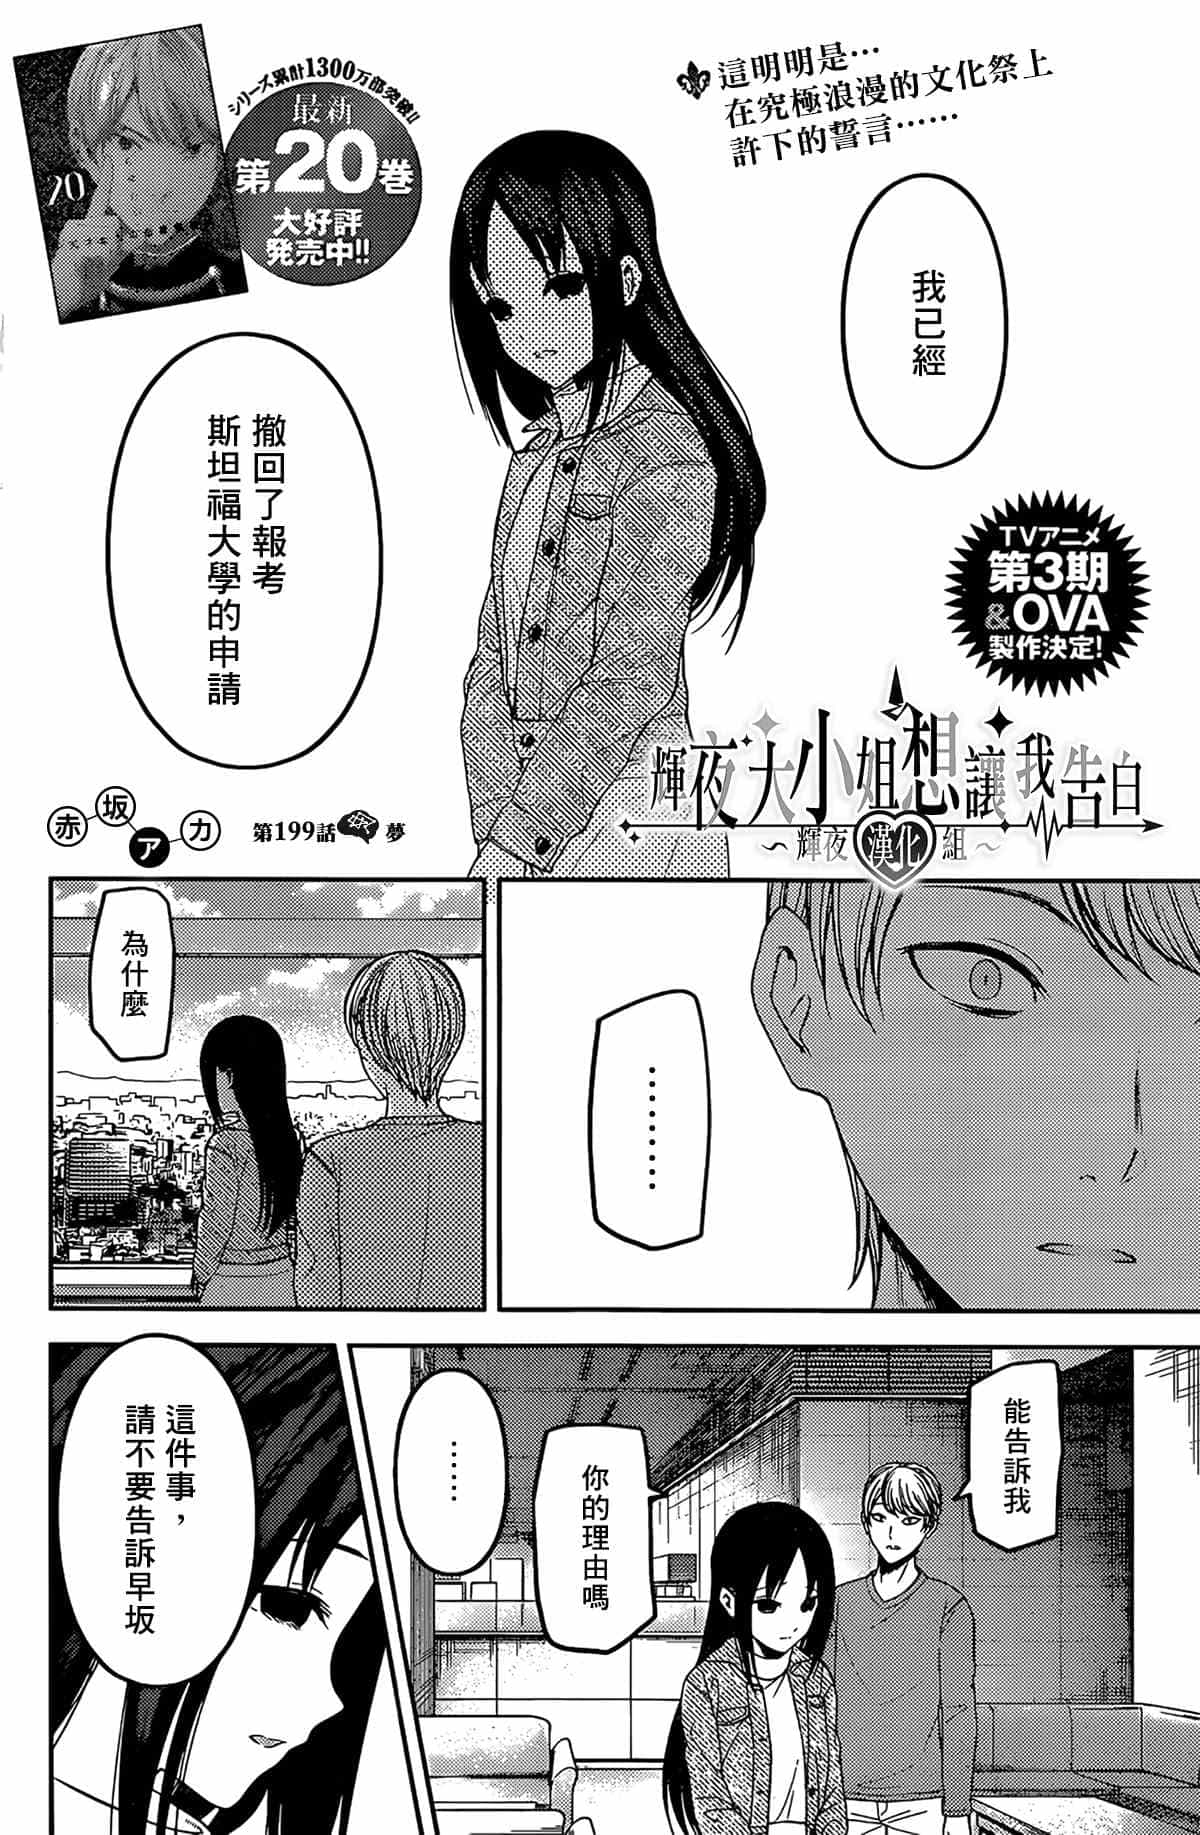 這明明是…
在究極浪漫的文化祭上
許下的誓言……
シリーズ累計1300万部突破!!
最新
第20巻
大好評
発売中!!
20
我已經
撤回了報考
斯坦福大學的申請
TVアニメ
第3期
&OVA
製作決定!
輝夜大小姐想讓我告白
~輝夜漢化組~
赤坂アカ
第199話
夢
………
為什麼
能告訴我
你的理由嗎
……
這件事，
請不要告訴早坂